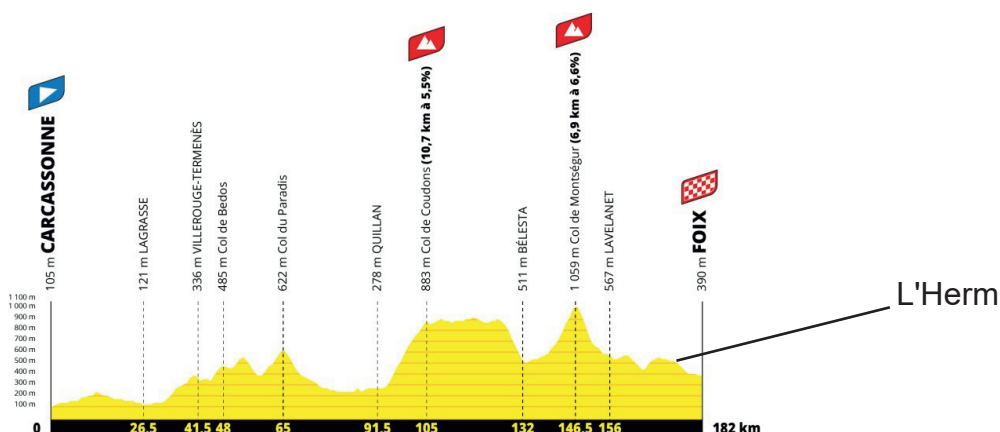 105 m CARCASSONNE
121 m LAGRASSE
336 m VILLEROUGE-TERMENÈS
485 m Col de Bedos
622 m Col du Paradis
278 m QUILLAN
883 m Col de Coudons (10,7 km à 5,5%)
511 m BÉLESTA
1 059 m Col de Montségur (6,9 km à 6,6%)
567 m LAVELANET
390 m FOIX
L'Herm
1 100 m
1 000 m
900 m
800 m
700 m
600 m
500 m
400 m
300 m
200 m
100 m
0 26.5 41.5 48 65 91.5 105 132 146.5 156 182 km